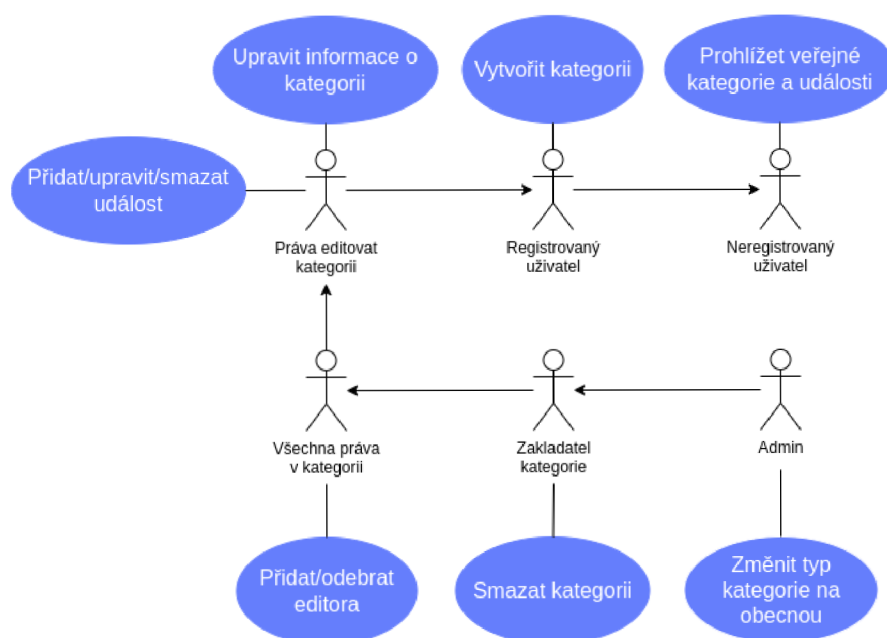 Upravit informace o
kategorii
Vytvořit kategorii
Prohlížet veřejné
kategorie a události
Přidat/upravit/smazat
událost
Práva editovat
kategorii
Registrovaný
uživatel
Neregistrovaný
uživatel
Všechna práva
v kategorii
Zakladatel
kategorie
Admin
Přidat/odebrat
editora
Smazat kategorii
Změnit typ
kategorie na
obecnou